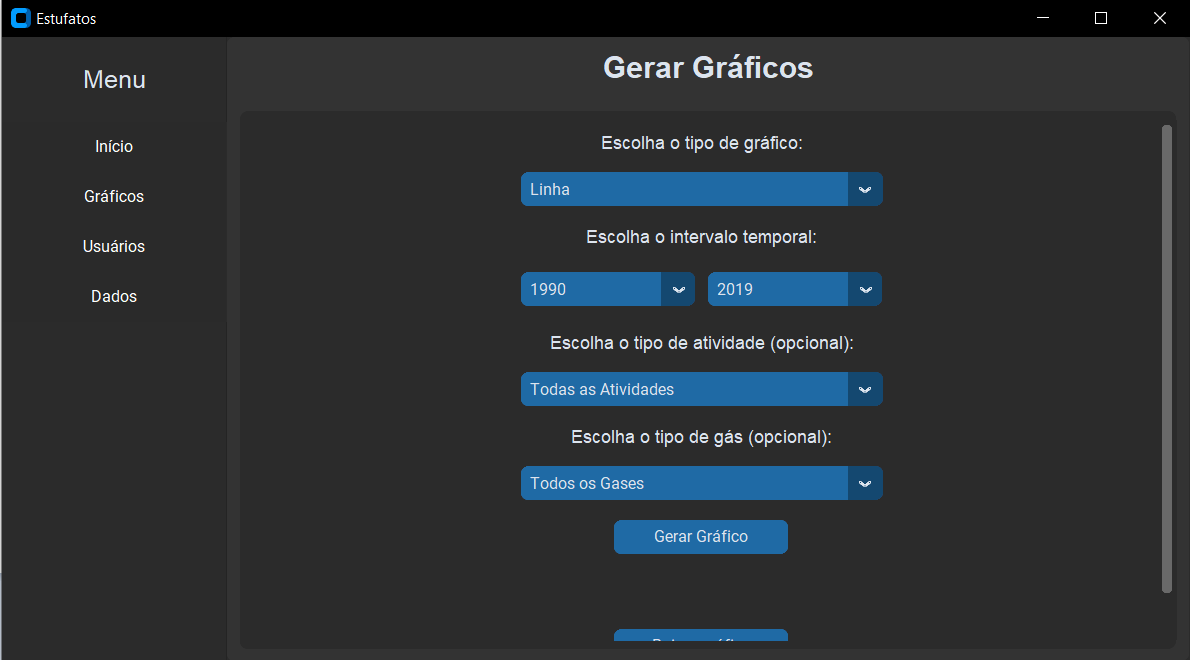 Estufatos
Menu
Início
Gráficos
Usuários
Dados
Gerar Gráficos
Escolha o tipo de gráfico:
Linha
Escolha o intervalo temporal:
1990 2019
Escolha o tipo de atividade (opcional):
Todas as Atividades
Escolha o tipo de gás (opcional):
Todos os Gases
Gerar Gráfico